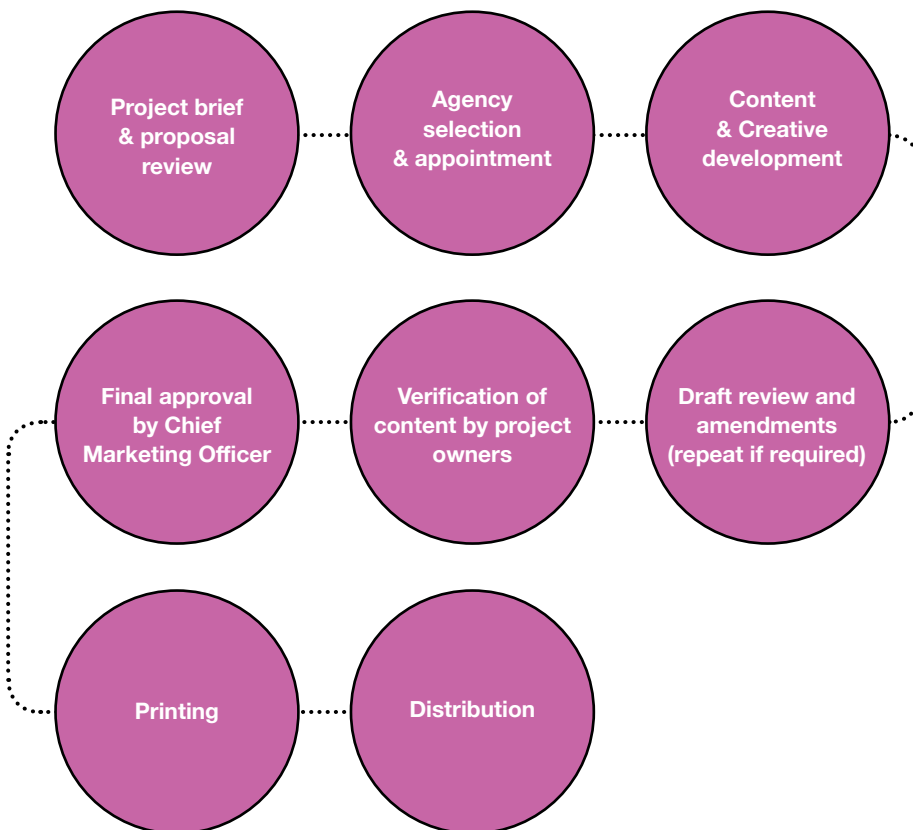 Project brief
& proposal
review
Agency
selection
& appointment
Content
& Creative
development
Draft review and
amendments
(repeat if required)
Verification of
content by project
owners
Final approval
by Chief
Marketing Officer
Printing
Distribution